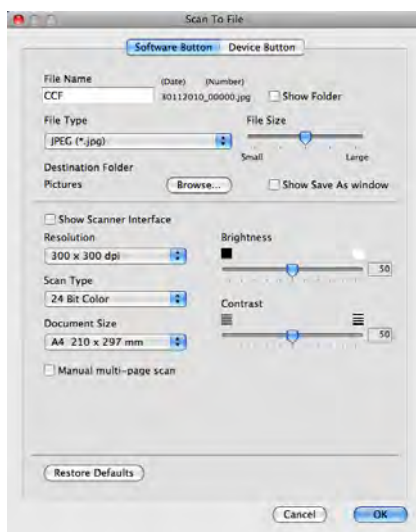 Scan To File
Software Button Device Button
File Name (Date) (Number)
CCF 30112010_00000.jpg Show Folder
File Type File Size
JPEG (*.jpg)
Small Large
Destination Folder
Pictures Browse... Show Save As window
Show Scanner Interface
Resolution Brightness
300 x 300 dpi
50
Scan Type
24 Bit Color
Contrast
Document Size
50
A4 210 x 297 mm
Manual multi-page scan
Restore Defaults
Cancel OK